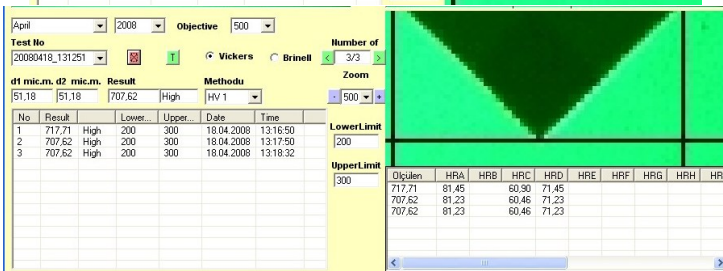 April 2008 Objective 500
Test No Number of
20080418_131251 T Vickers Brinell < 3/3 >
d1 mic.m. d2 mic.m. Result Methodu Zoom
51,18 51,18 707,62 High HV 1 - 500 +
No Result Lower... Upper... Date Time
1 717,71 High 200 300 18.04.2008 13:16:50
2 707,62 High 200 300 18.04.2008 13:17:50
3 707,62 High 200 300 18.04.2008 13:18:32
LowerLimit
200
UpperLimit
300
Olçülen HRA HRB HRC HRD HRE HRF HRG HRH HR
717,71 81,45 60,90 71,45
707,62 81,23 60,46 71,23
707,62 81,23 60,46 71,23